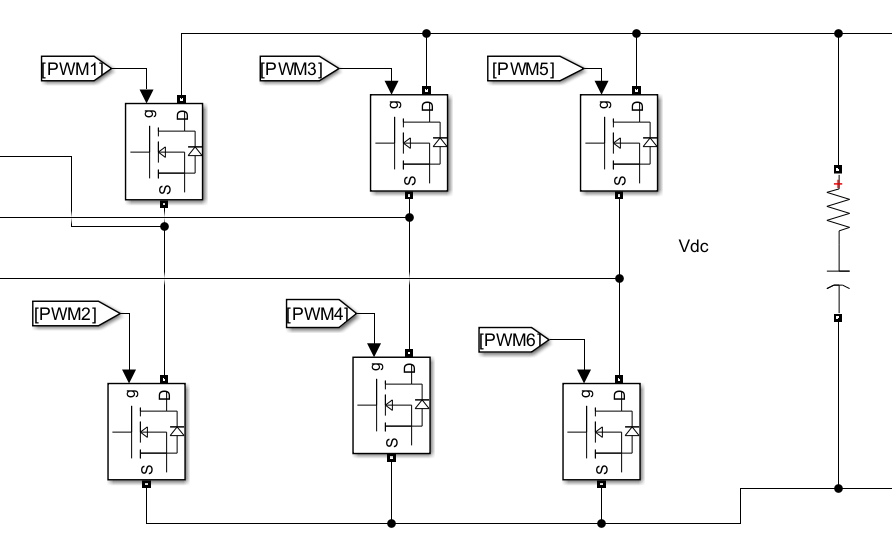 [PWM1]
[PWM3]
[PWM5]
g
D
S
g
D
S
g
D
S
Vdc
+
[PWM2]
[PWM4]
[PWM6]
g
D
S
g
D
S
g
D
S